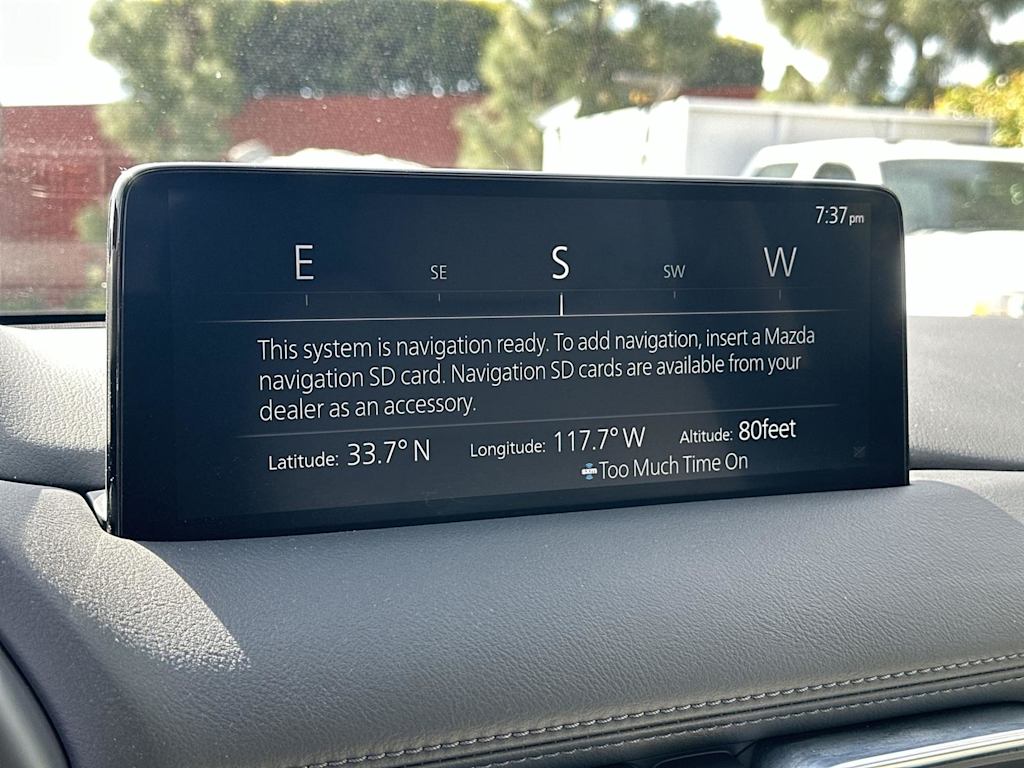 7:37pm
E SE S SW W
This system is navigation ready. To add navigation, insert a Mazda
navigation SD card. Navigation SD cards are available from your
dealer as an accessory.
Latitude: 33.7° N Longitude: 117.7° W Altitude: 80feet
sxm Too Much Time On